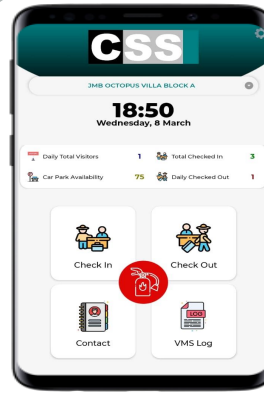 CSS
JMB OCTOPUS VILLA BLOCK A
18:50
Wednesday, 8 March
Daily Total Visitors 1 Total Checked In 3
Car Park Availability 75 Daily Checked Out 1
Check In Check Out
Contact VMS Log
LOG